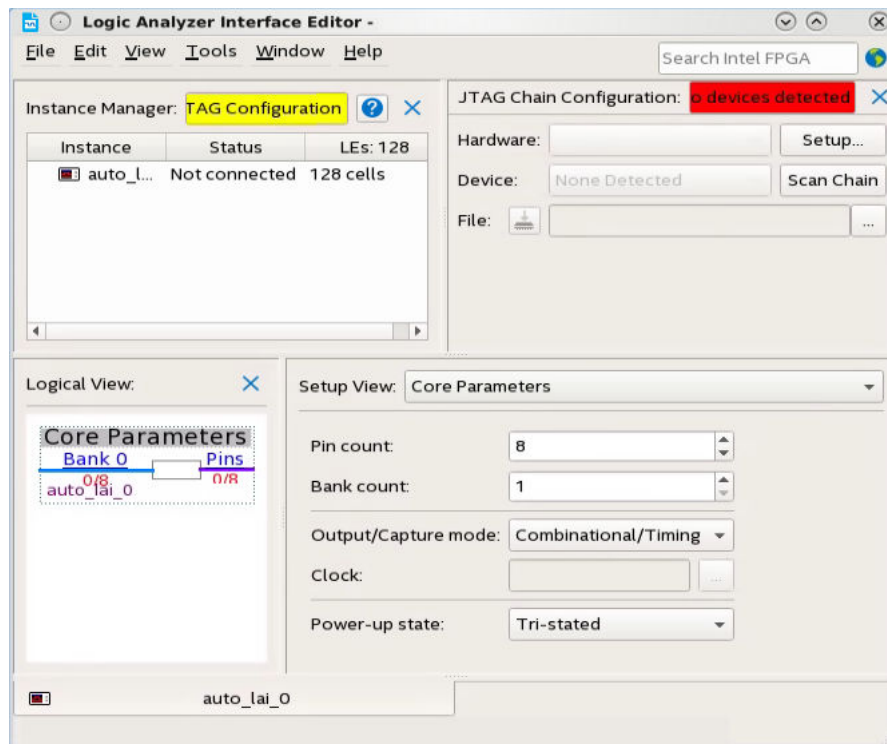 Logic Analyzer Interface Editor -
File Edit View Tools Window Help
Search Intel FPGA
Instance Manager: TAG Configuration
Instance Status LEs: 128
auto_l... Not connected 128 cells
JTAG Chain Configuration: o devices detected
Hardware: Setup...
Device: None Detected Scan Chain
File: ...
Logical View:
Core Parameters
Bank 0 Pins
0/8 0/8
auto_lai_0
Setup View: Core Parameters
Pin count: 8
Bank count: 1
Output/Capture mode: Combinational/Timing
Clock: ...
Power-up state: Tri-stated
auto_lai_0